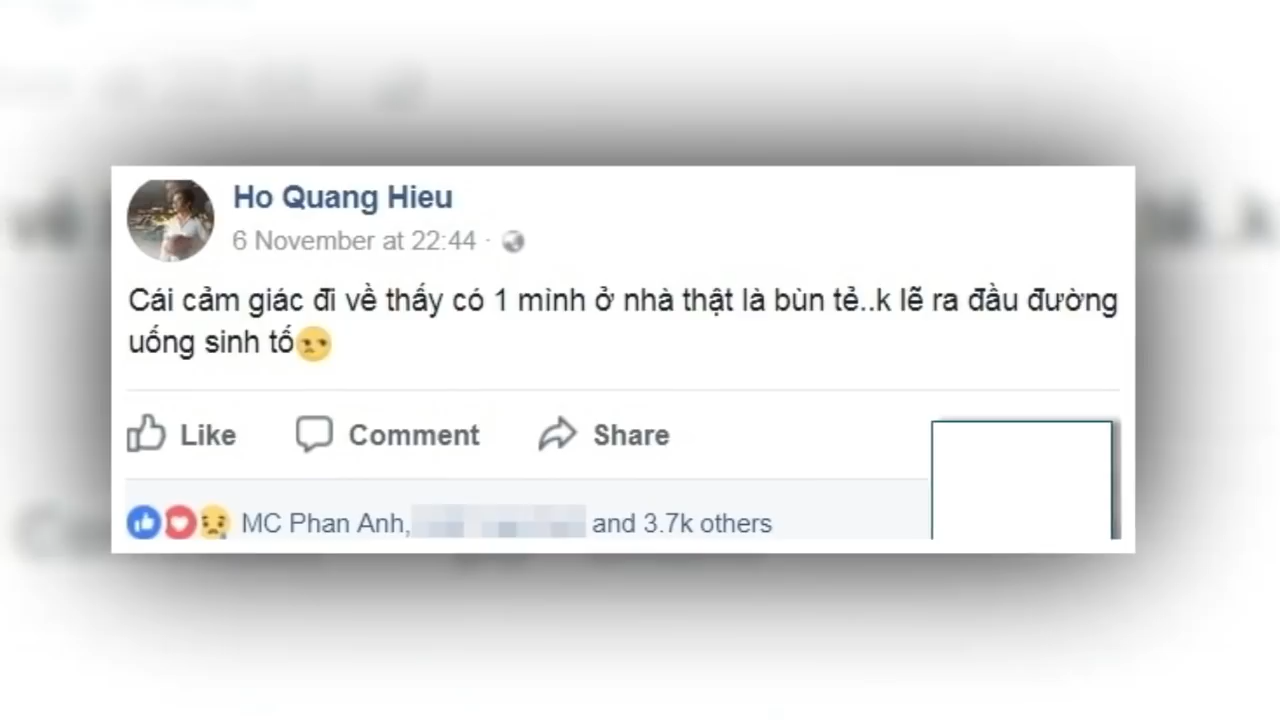 Ho Quang Hieu
6 November at 22:44 ·
Cái cảm giác đi về thấy có 1 mình ở nhà thật là bùn tẻ..k lẽ ra đầu đường
uống sinh tố
Like Comment Share
MC Phan Anh, and 3.7k others